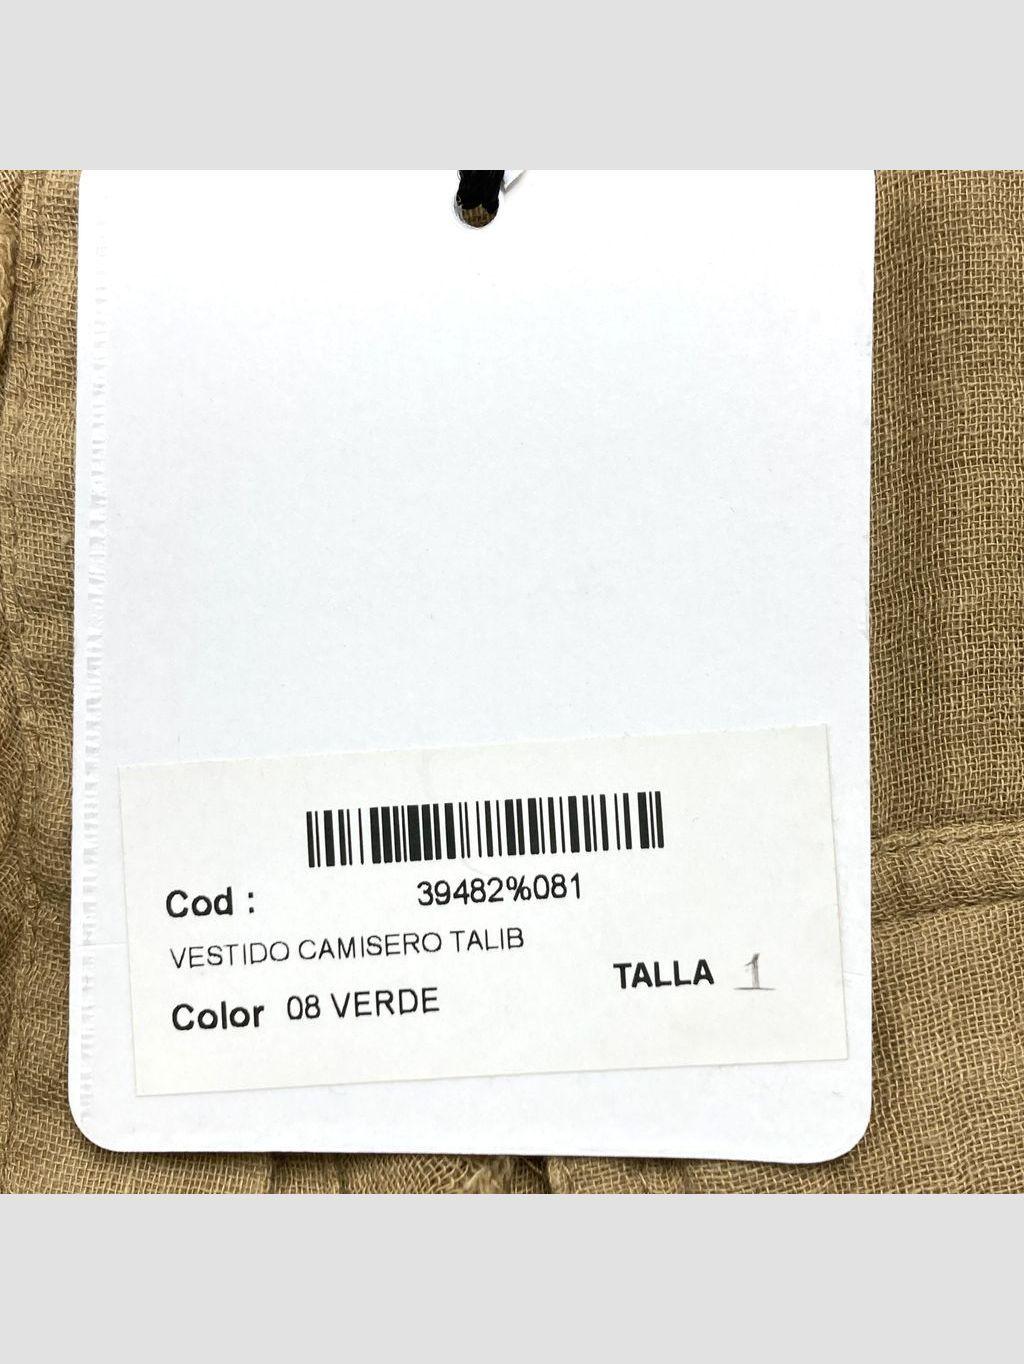 Cod : 39482%081
VESTIDO CAMISERO TALIB
TALLA 1
Color 08 VERDE